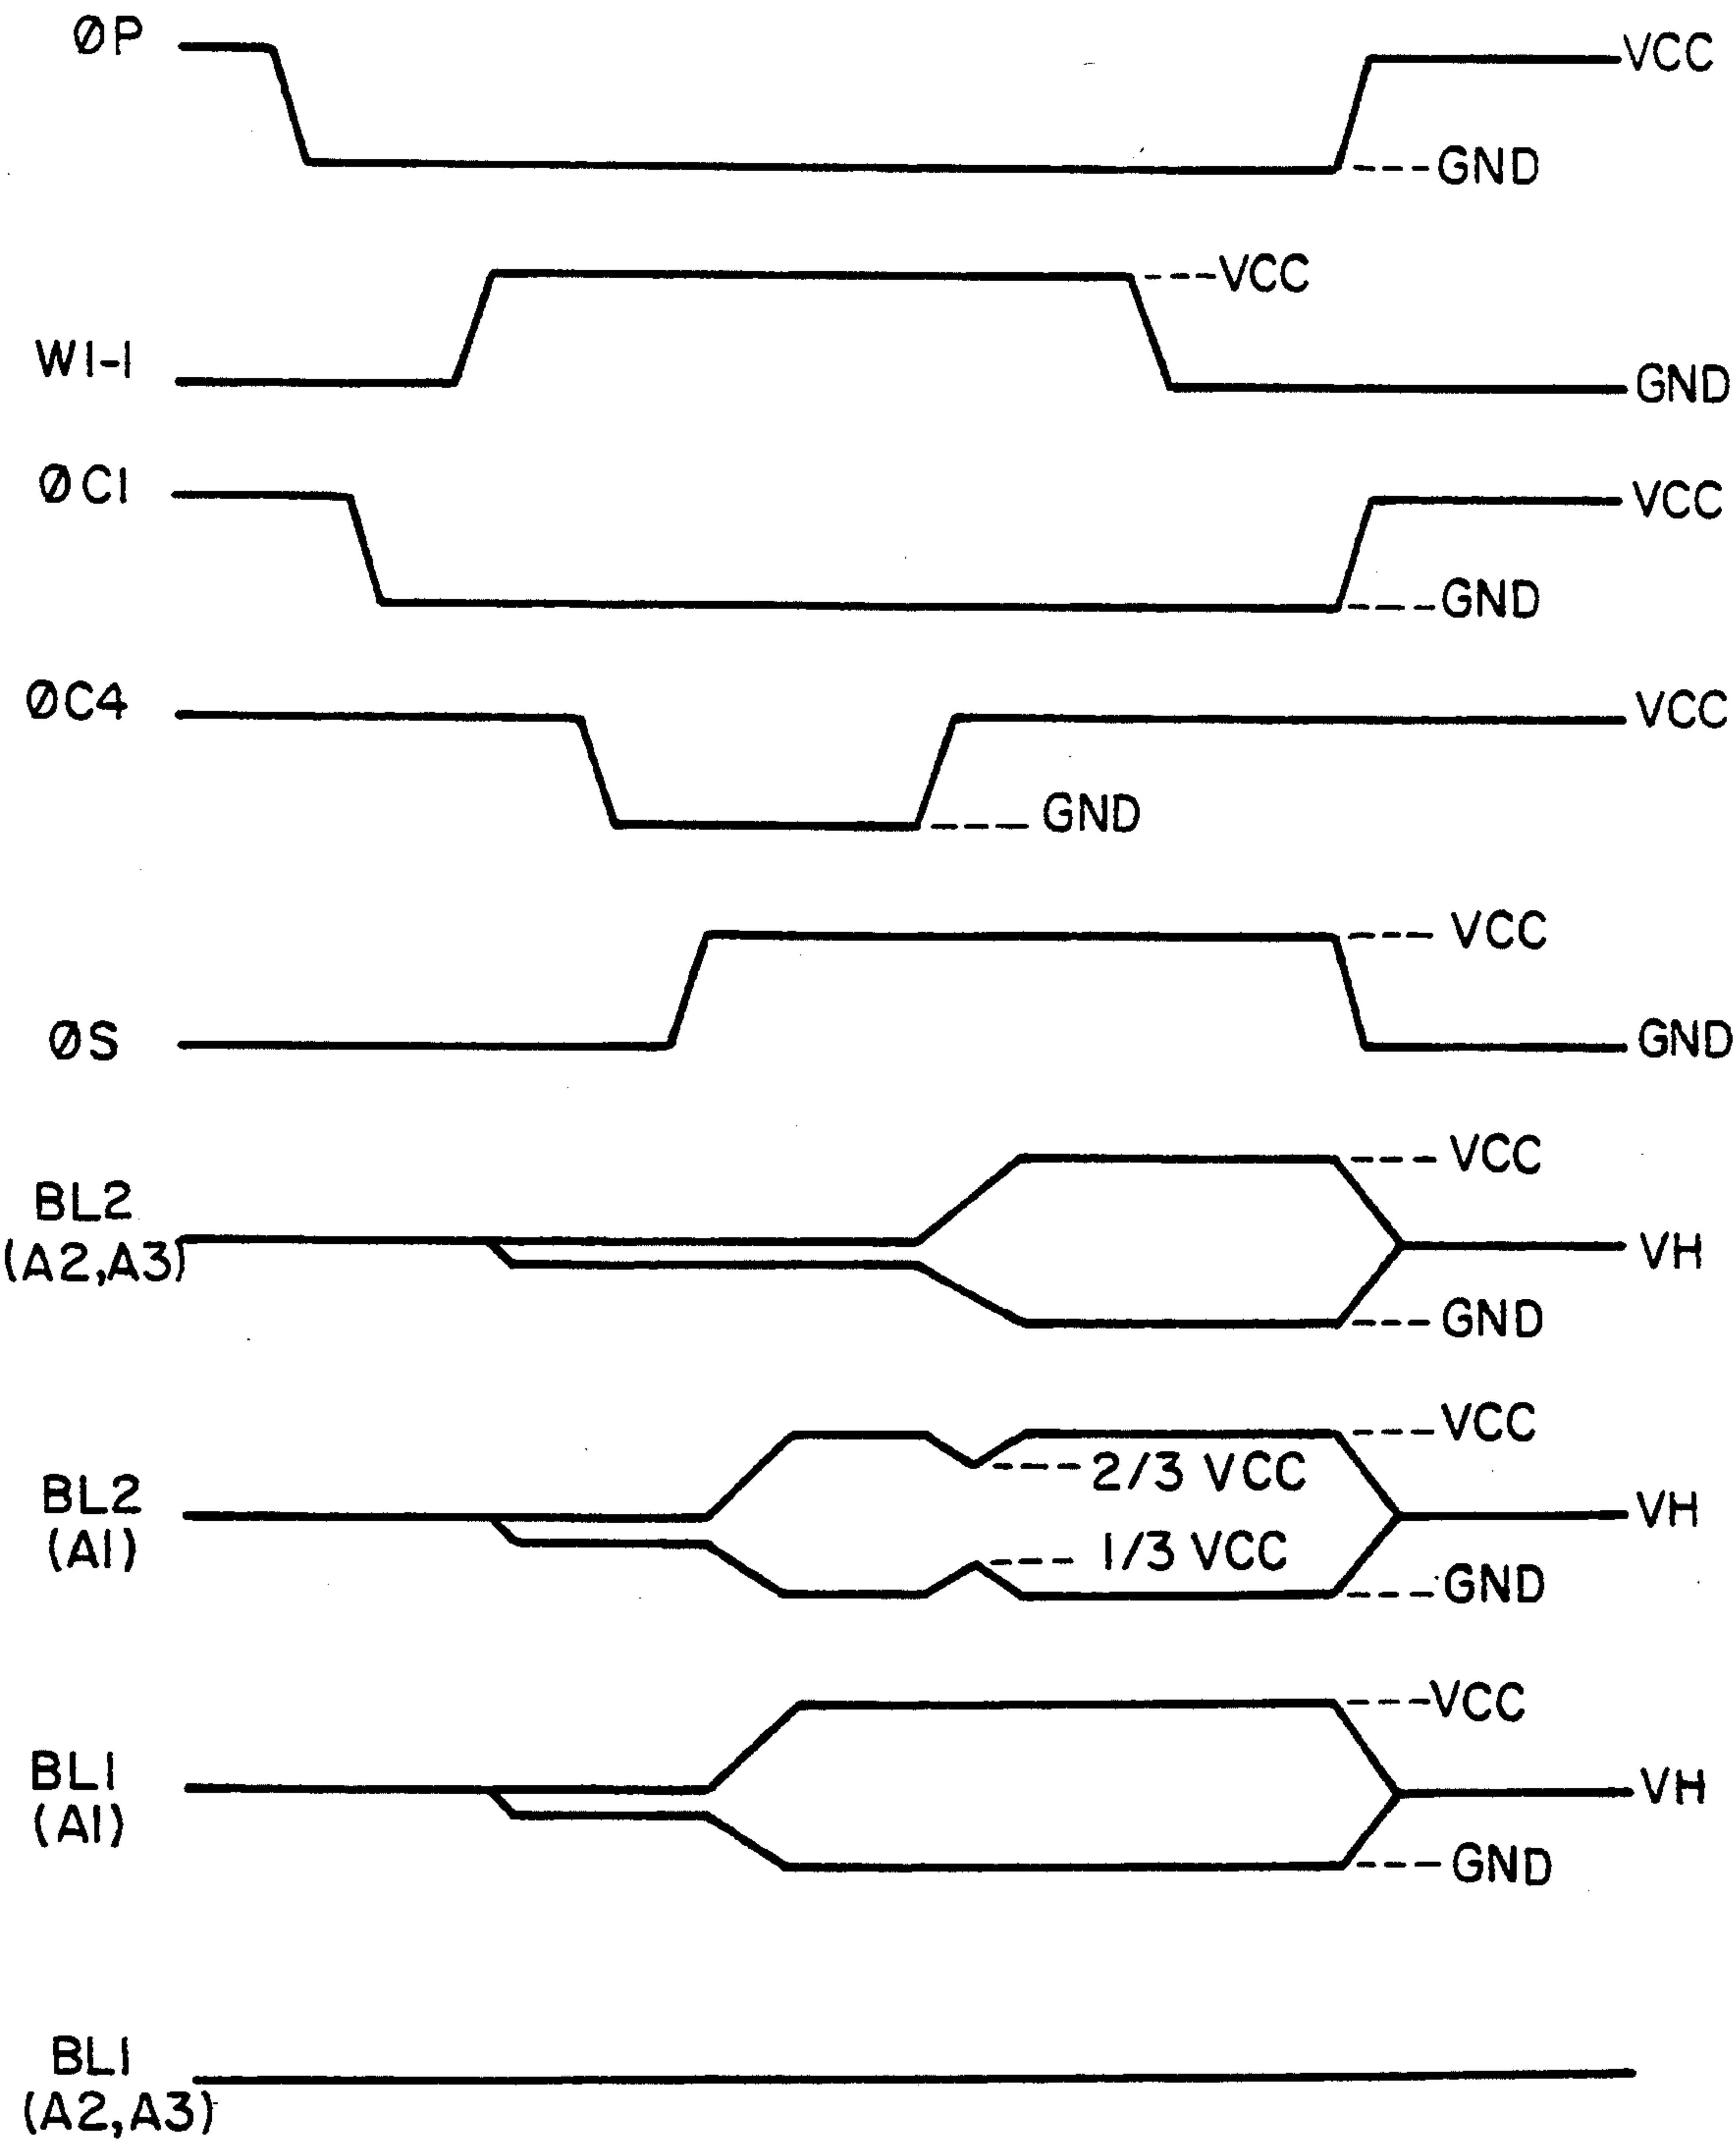 ØP
VCC
GND
VCC
W1-1
GND
ØC1
VCC
GND
ØC4
VCC
GND
VCC
ØS
GND
VCC
BL2
(A2,A3)
VH
GND
VCC
2/3 VCC
BL2
(A1)
VH
1/3 VCC
GND
VCC
BL1
(A1)
VH
GND
BL1
(A2,A3)